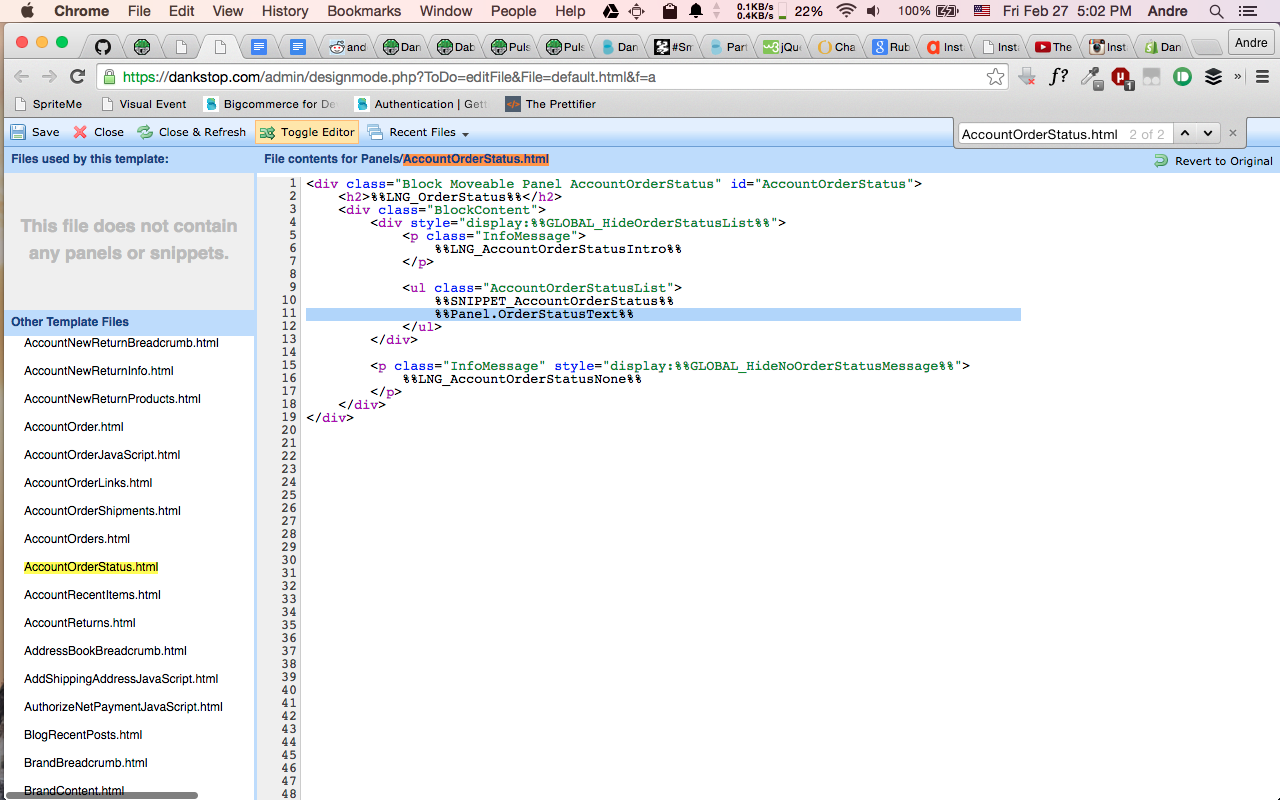 Chrome File Edit View History Bookmarks Window People Help 0.1KB/s 0.4KB/s 22% 100% Fri Feb 27 5:02 PM Andre
and Dan Dab Puls Puls Dan #Sm Part jQue Cha Rub Inst Insta The Inst Dan Andre
https://dankstop.com/admin/designmode.php?ToDo=editFile&File=default.html&f=a f? 1 »
SpriteMe Visual Event Bigcommerce for De Authentication | Gett The Prettifier
Save Close Close & Refresh Toggle Editor Recent Files AccountOrderStatus.html 2 of 2
Files used by this template: File contents for Panels/AccountOrderStatus.html Revert to Original
This file does not contain
any panels or snippets.
Other Template Files
AccountNewReturnBreadcrumb.html
AccountNewReturnInfo.html
AccountNewReturnProducts.html
AccountOrder.html
AccountOrderJavaScript.html
AccountOrderLinks.html
AccountOrderShipments.html
AccountOrders.html
AccountOrderStatus.html
AccountRecentItems.html
AccountReturns.html
AddressBookBreadcrumb.html
AddShippingAddressJavaScript.html
AuthorizeNetPaymentJavaScript.html
BlogRecentPosts.html
BrandBreadcrumb.html
BrandContent.html
1 <div class="Block Moveable Panel AccountOrderStatus" id="AccountOrderStatus">
2 <h2>%%LNG_OrderStatus%%</h2>
3 <div class="BlockContent">
4 <div style="display:%%GLOBAL_HideOrderStatusList%%">
5 <p class="InfoMessage">
6 %%LNG_AccountOrderStatusIntro%%
7 </p>
8
9 <ul class="AccountOrderStatusList">
10 %%SNIPPET_AccountOrderStatus%%
11 %%Panel.OrderStatusText%%
12 </ul>
13 </div>
14
15 <p class="InfoMessage" style="display:%%GLOBAL_HideNoOrderStatusMessage%%">
16 %%LNG_AccountOrderStatusNone%%
17 </p>
18 </div>
19 </div>
20
21
22
23
24
25
26
27
28
29
30
31
32
33
34
35
36
37
38
39
40
41
42
43
44
45
46
47
48